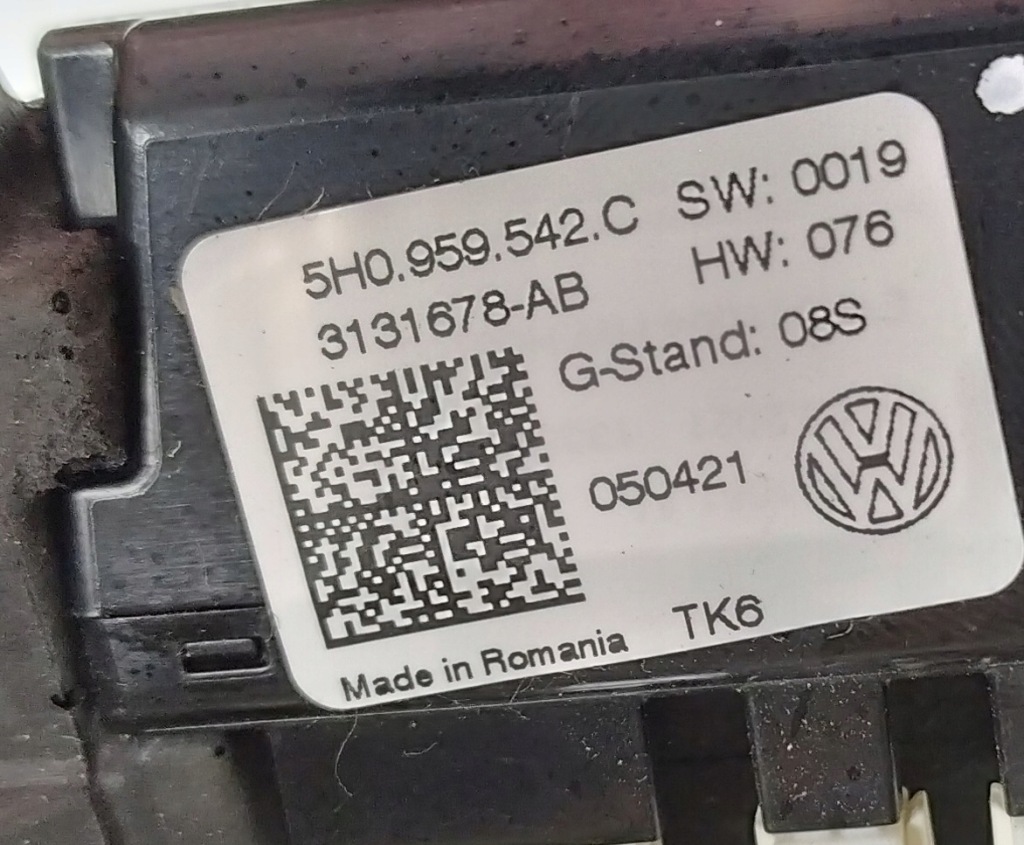 5H0.959.542.C SW: 0019
3131678-AB HW: 076
G-Stand: 08S
050421
TK6
Made in Romania